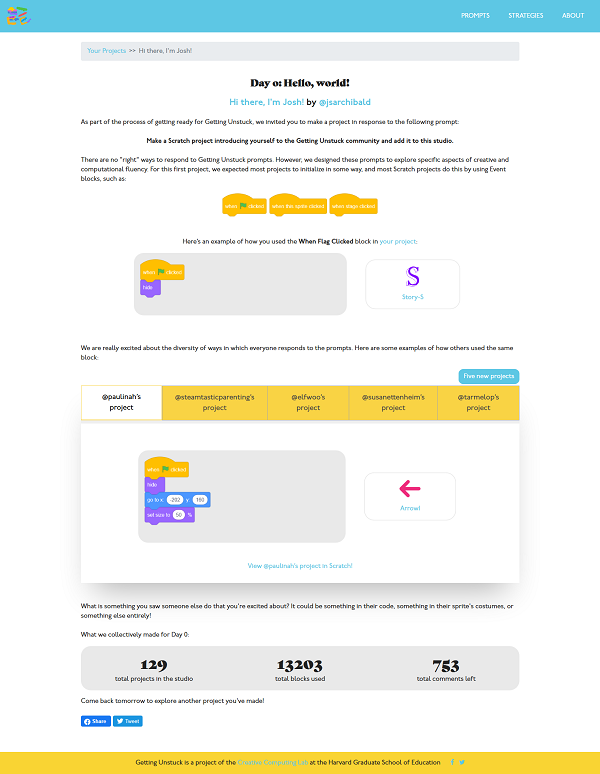 PROMPTS STRATEGIES ABOUT
Your Projects >> Hi there, I'm Josh!
Day 0: Hello, world!
Hi there, I'm Josh! by @jsarchibald
As part of the process of getting ready for Getting Unstuck, we invited you to make a project in response to the following prompt:
Make a Scratch project introducing yourself to the Getting Unstuck community and add it to this studio.
There are no "right" ways to respond to Getting Unstuck prompts. However, we designed these prompts to explore specific aspects of creative and
computational fluency. For this first project, we expected most projects to initialize in some way, and most Scratch projects do this by using Event
blocks, such as:
when clicked when this sprite clicked when stage clicked
Here's an example of how you used the When Flag Clicked block in your project:
when clicked
hide
S
Story-S
We are really excited about the diversity of ways in which everyone responds to the prompts. Here are some examples of how others used the same
block:
Five new projects
@paulinah's project
@steamtasticparenting's project
@elfwoo's project
@susanettenheim's project
@tarmelop's project
when clicked
hide
go to x: -202 y: 180
set size to 50 %
Arrow1
View @paulinah's project in Scratch!
What is something you saw someone else do that you're excited about? It could be something in their code, something in their sprite's costumes, or
something else entirely!
What we collectively made for Day 0:
129 13203 753
total projects in the studio total blocks used total comments left
Come back tomorrow to explore another project you've made!
Share Tweet
Getting Unstuck is a project of the Creative Computing Lab at the Harvard Graduate School of Education